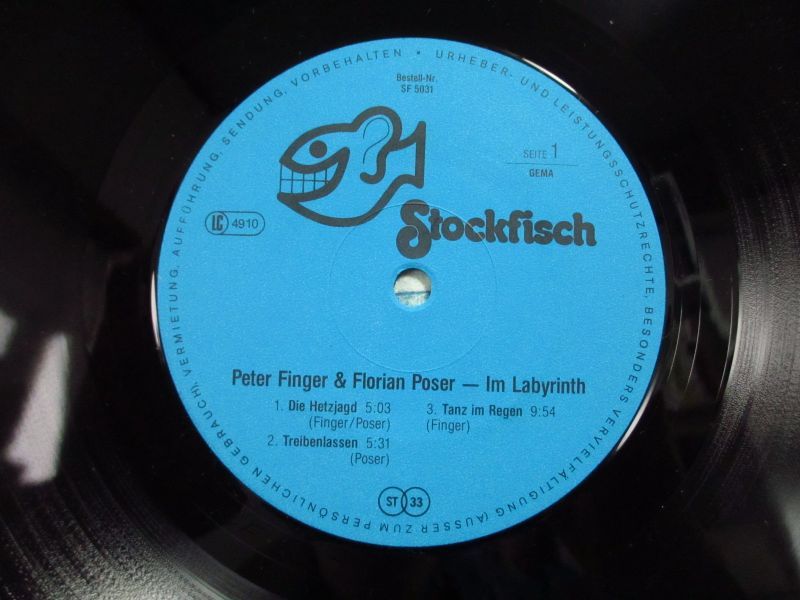 URHEBER- UND LEISTUNGSSCHUTZRECHTE, BESONDERS VERVIELFÄLTIGUNG (AUSSER ZUM PERSÖNLICHEN GEBRAUCH), VERMIETUNG, AUFFÜHRUNG, SENDUNG, VORBEHALTEN *
Bestell-Nr.
SF 5031
SEITE 1
GEMA
LC 4910
Stockfisch
Peter Finger & Florian Poser — Im Labyrinth
1. Die Hetzjagd 5:03
(Finger/Poser)
2. Treibenlassen 5:31
(Poser)
3. Tanz im Regen 9:54
(Finger)
ST 33